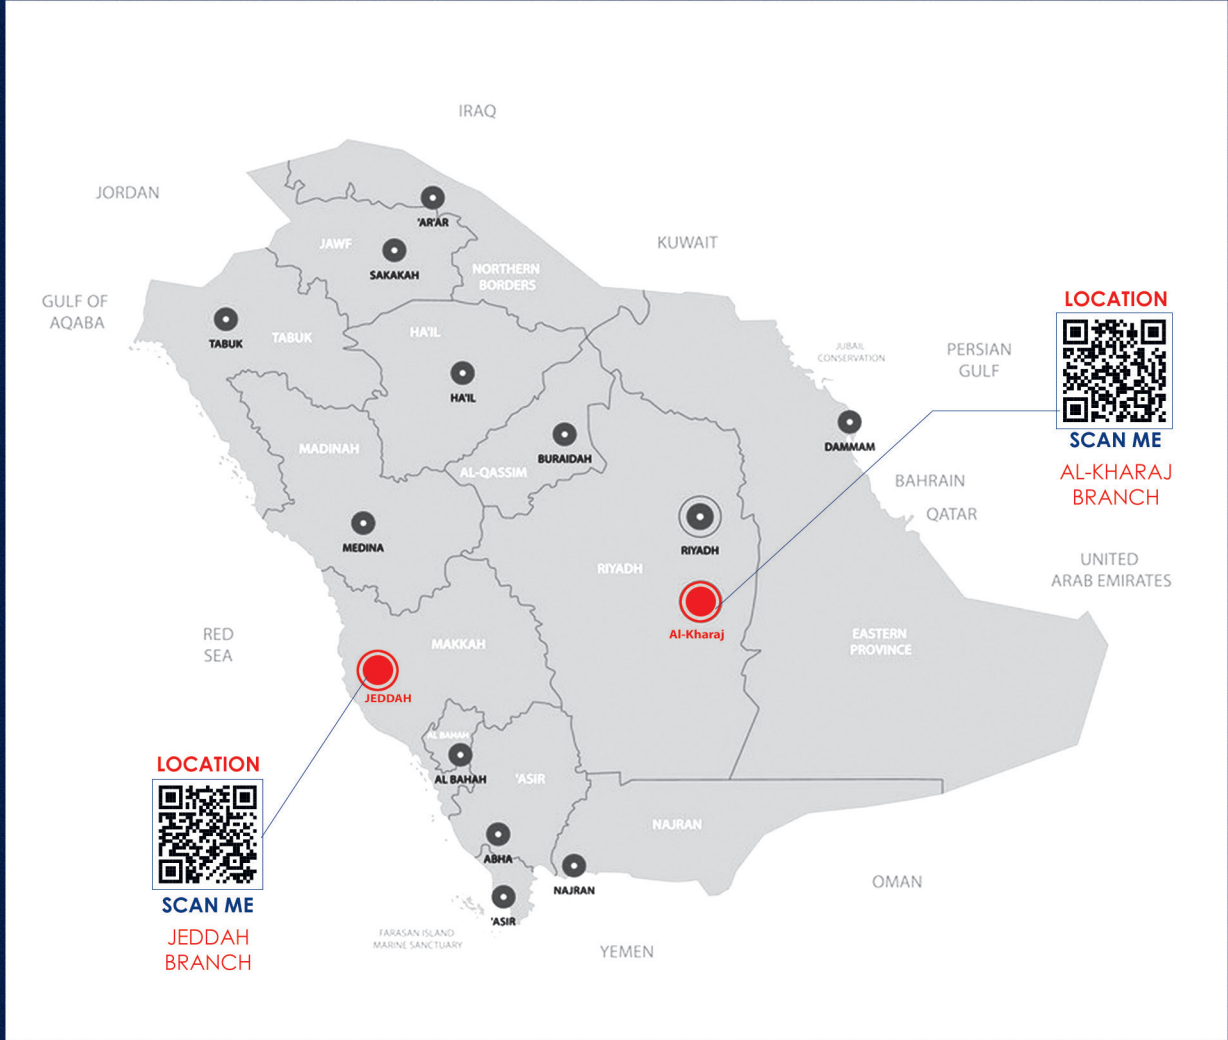 IRAQ
JORDAN
'AR'AR
JAWF
SAKAKAH
KUWAIT
NORTHERN
BORDERS
GULF OF
AQABA
TABUK
TABUK
HA'IL
HA'IL
JUBAIL
CONSERVATION
PERSIAN
GULF
LOCATION
SCAN ME
AL-KHARAJ
BRANCH
DAMMAM
BURAIDAH
MADINAH
AL-QASSIM
BAHRAIN
QATAR
MEDINA
RIYADH
RIYADH
UNITED
ARAB EMIRATES
Al-Kharaj
RED
SEA
MAKKAH
EASTERN
PROVINCE
JEDDAH
AL BAHAH
AL BAHAH
'ASIR
LOCATION
SCAN ME
JEDDAH
BRANCH
NAJRAN
ABHA
NAJRAN
OMAN
'ASIR
FARASAN ISLAND
MARINE SANCTUARY
YEMEN